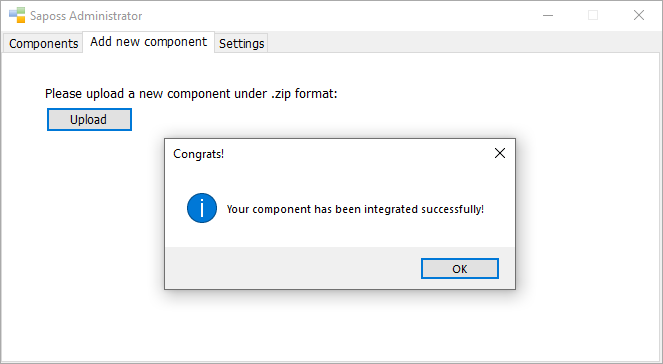 Saposs Administrator
Components Add new component Settings
Please upload a new component under .zip format:
Upload
Congrats!
Your component has been integrated successfully!
OK